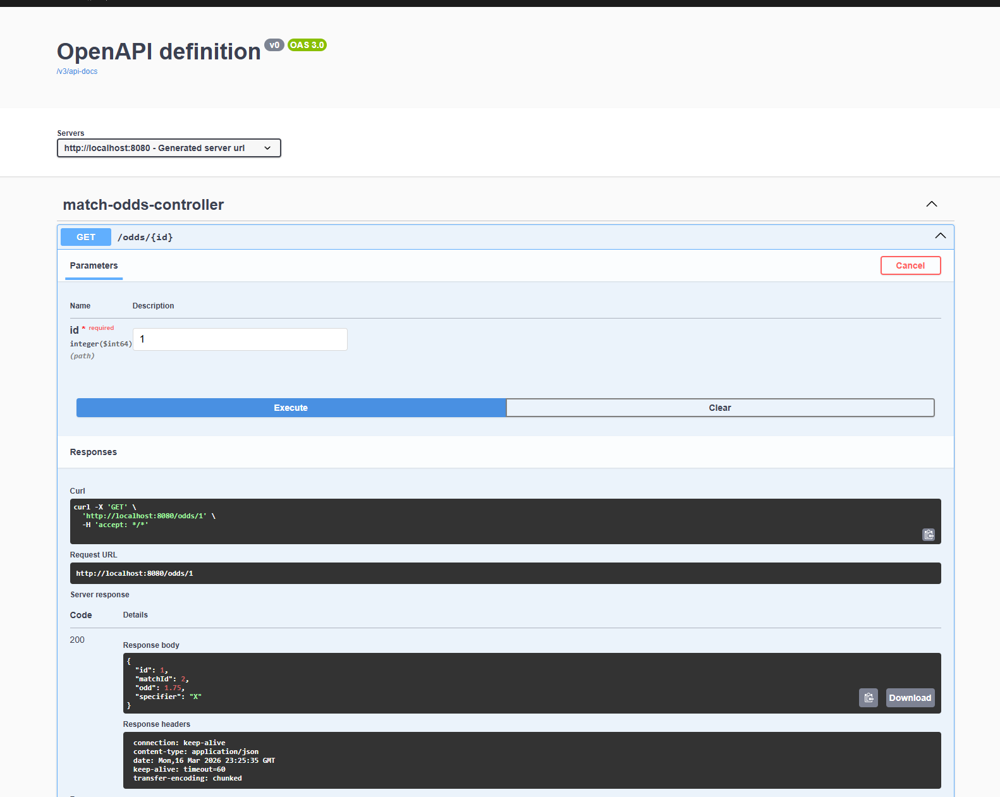 OpenAPI definition v0 OAS 3.0
/v3/api-docs
Servers
http://localhost:8080 - Generated server url
match-odds-controller
GET /odds/{id}
Parameters
Cancel
Name Description
id * required
integer($int64)
(path)
1
Execute Clear
Responses
Curl
curl -X 'GET' \
  'http://localhost:8080/odds/1' \
  -H 'accept: */*'
Request URL
http://localhost:8080/odds/1
Server response
Code Details
200
Response body
{
  "id": 1,
  "matchId": 2,
  "odd": 1.75,
  "specifier": "X"
}
Download
Response headers
connection: keep-alive
content-type: application/json
date: Mon,16 Mar 2026 23:25:35 GMT
keep-alive: timeout=60
transfer-encoding: chunked